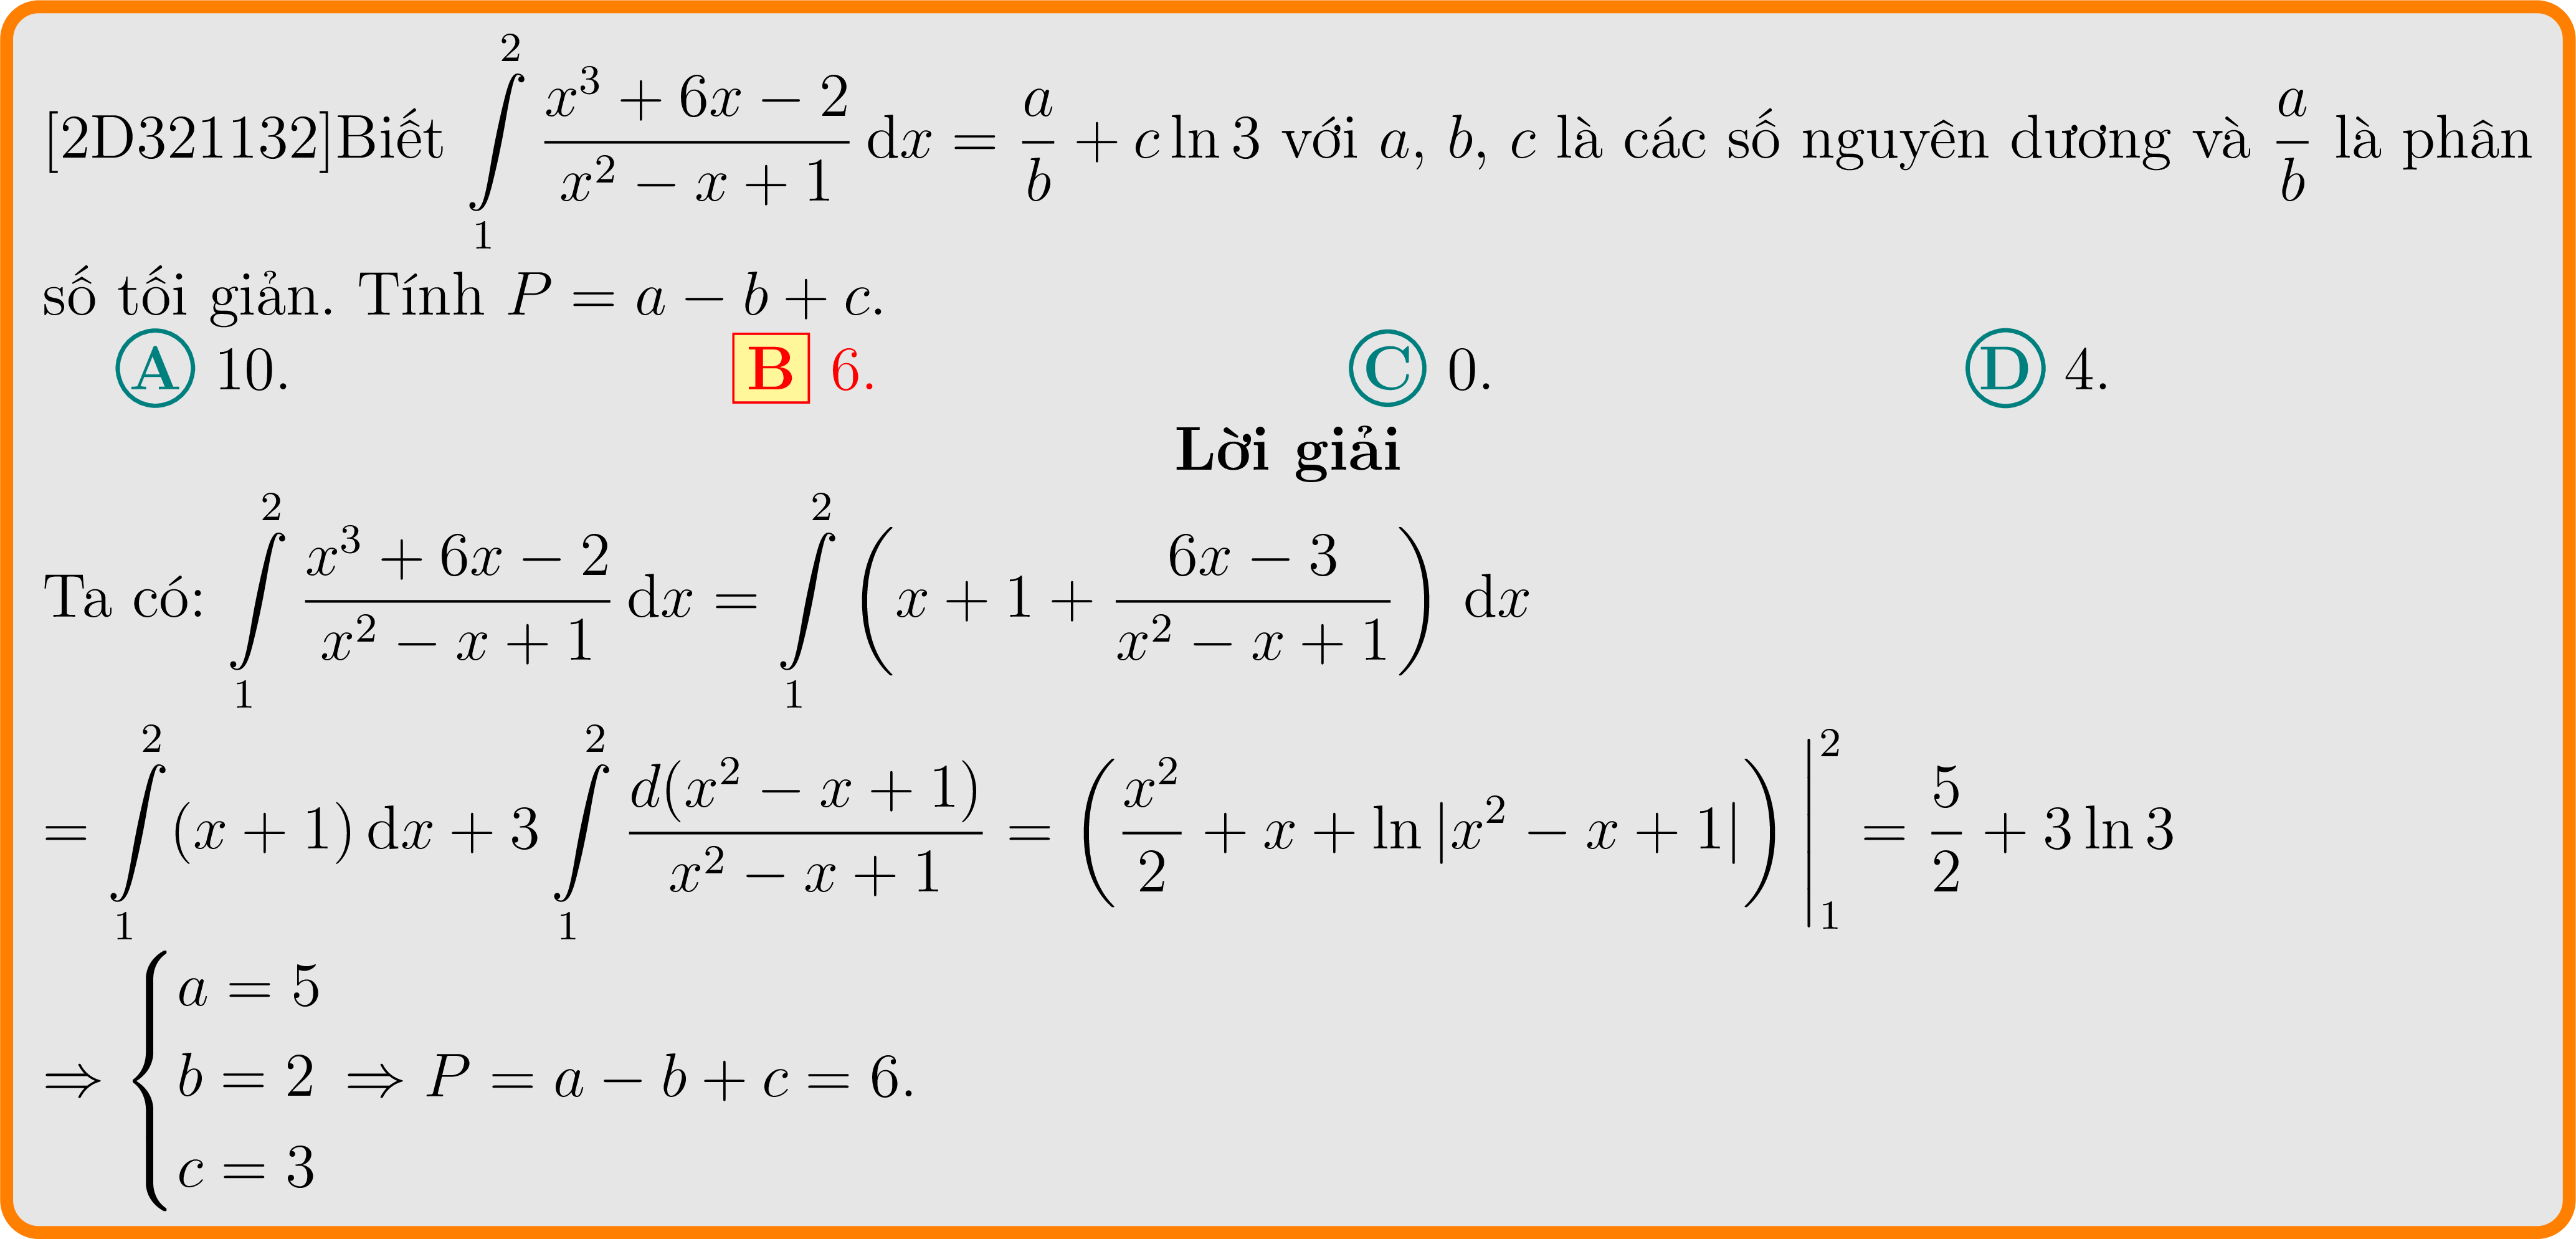 [2D321132]Biết $\int\limits_1^2 \frac{x^3 + 6x - 2}{x^2 - x + 1} \mathrm{d}x = \frac{a}{b} + c \ln 3$ với $a$, $b$, $c$ là các số nguyên dương và $\frac{a}{b}$ là phân
số tối giản. Tính $P = a - b + c$.
A 10. B 6. C 0. D 4.
Lời giải
Ta có: $\int\limits_1^2 \frac{x^3 + 6x - 2}{x^2 - x + 1} \mathrm{d}x = \int\limits_1^2 \left( x + 1 + \frac{6x - 3}{x^2 - x + 1} \right) \mathrm{d}x$
$= \int\limits_1^2 (x + 1) \mathrm{d}x + 3 \int\limits_1^2 \frac{d(x^2 - x + 1)}{x^2 - x + 1} = \left( \frac{x^2}{2} + x + \ln |x^2 - x + 1| \right) \Big|_1^2 = \frac{5}{2} + 3 \ln 3$
$\Rightarrow \begin{cases} a = 5 \\ b = 2 \\ c = 3 \end{cases} \Rightarrow P = a - b + c = 6.$